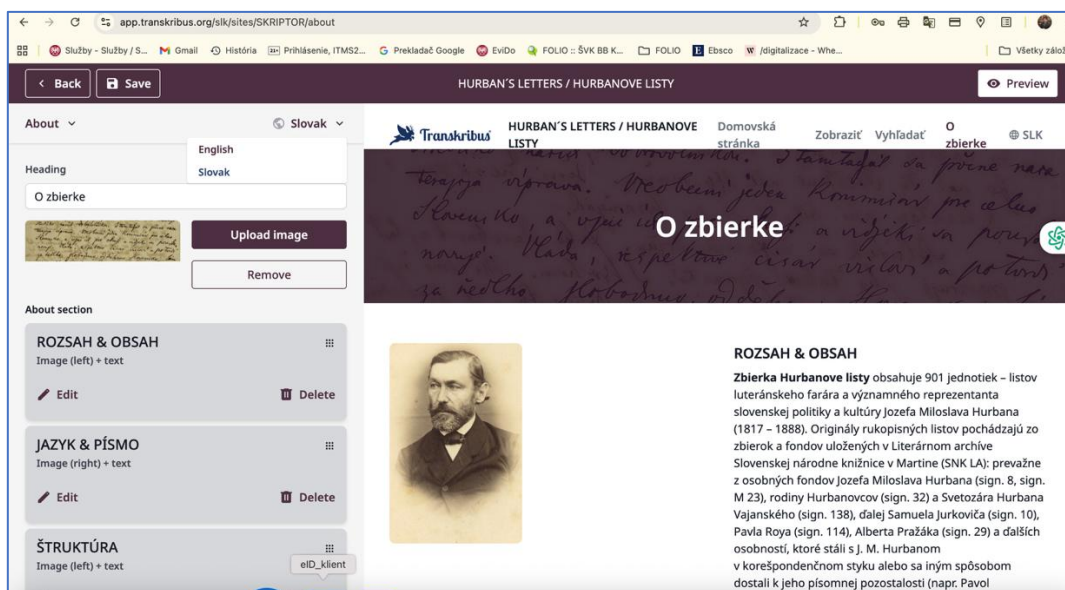 app.transkribus.org/slk/sites/SKRIPTOR/about
Služby - Služby / S...
Gmail
História
Prihlásenie, ITMS2...
Prekladač Google
EviDo
FOLIO :: ŠVK BB K...
FOLIO
Ebsco
/digitalizace - Whe...
Všetky zálož
Back
Save
HURBAN´S LETTERS / HURBANOVE LISTY
Preview
About
Slovak
English
Slovak
Heading
O zbierke
Upload image
Remove
About section
ROZSAH & OBSAH
Image (left) + text
Edit
Delete
JAZYK & PÍSMO
Image (right) + text
Edit
Delete
ŠTRUKTÚRA
Image (left) + text
eID_klient
Transkribus
HURBAN´S LETTERS / HURBANOVE
LISTY
Domovská
stránka
Zobraziť
Vyhľadať
O
zbierke
SLK
O zbierke
ROZSAH & OBSAH
Zbierka Hurbanove listy obsahuje 901 jednotiek – listov
luteránskeho farára a významného reprezentanta
slovenskej politiky a kultúry Jozefa Miloslava Hurbana
(1817 – 1888). Originály rukopisných listov pochádzajú zo
zbierok a fondov uložených v Literárnom archíve
Slovenskej národne knižnice v Martine (SNK LA): prevažne
z osobných fondov Jozefa Miloslava Hurbana (sign. 8, sign.
M 23), rodiny Hurbanovcov (sign. 32) a Svetozára Hurbana
Vajanského (sign. 138), ďalej Samuela Jurkoviča (sign. 10),
Pavla Roya (sign. 114), Alberta Pražáka (sign. 29) a ďalších
osobností, ktoré stáli s J. M. Hurbanom
v korešpondenčnom styku alebo sa iným spôsobom
dostali k jeho písomnej pozostalosti (napr. Pavol